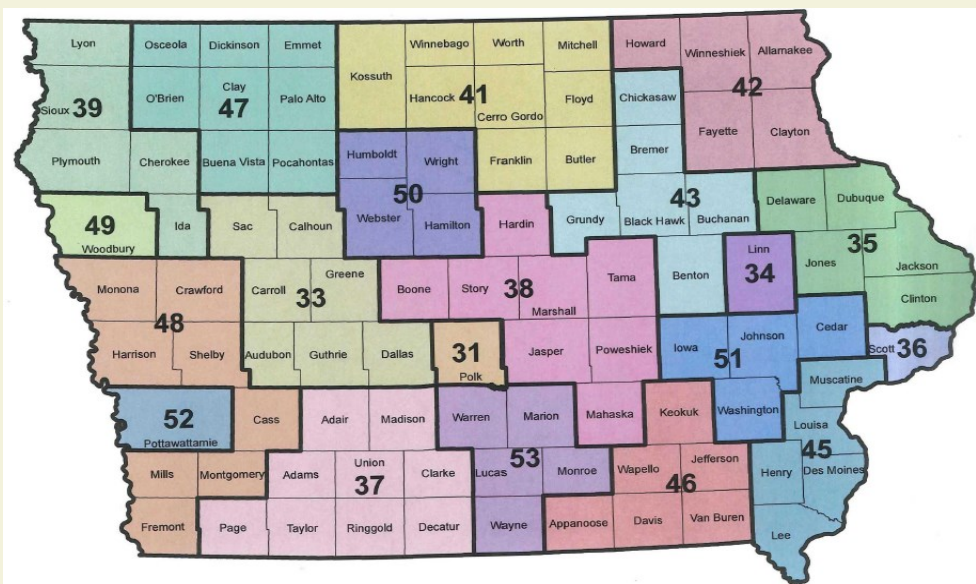 Lyon
Osceola
Dickinson
Emmet
Kossuth
Winnebago
Worth
Mitchell
Howard
Winneshiek
Allamakee
Sioux 39
O'Brien
Clay
47
Palo Alto
Hancock
41
Cerro Gordo
Floyd
Chickasaw
42
Plymouth
Cherokee
Buena Vista
Pocahontas
Humboldt
Wright
Franklin
Butler
Bremer
Fayette
Clayton
50
49
Woodbury
Ida
Sac
Calhoun
Webster
Hamilton
Hardin
Grundy
43
Black Hawk
Buchanan
Delaware
Dubuque
35
Monona
Crawford
48
Carroll
Greene
33
Boone
Story
38
Marshall
Tama
Benton
Linn
34
Jones
Jackson
Clinton
Harrison
Shelby
Audubon
Guthrie
Dallas
31
Polk
Jasper
Poweshiek
Iowa
51
Johnson
Cedar
Scott 36
52
Pottawattamie
Cass
Adair
Madison
Warren
Marion
Mahaska
Keokuk
Washington
Muscatine
Louisa
45
Mills
Montgomery
Adams
Union
37
Clarke
Lucas
53
Monroe
Wapello
Jefferson
46
Henry
Des Moines
Fremont
Page
Taylor
Ringgold
Decatur
Wayne
Appanoose
Davis
Van Buren
Lee